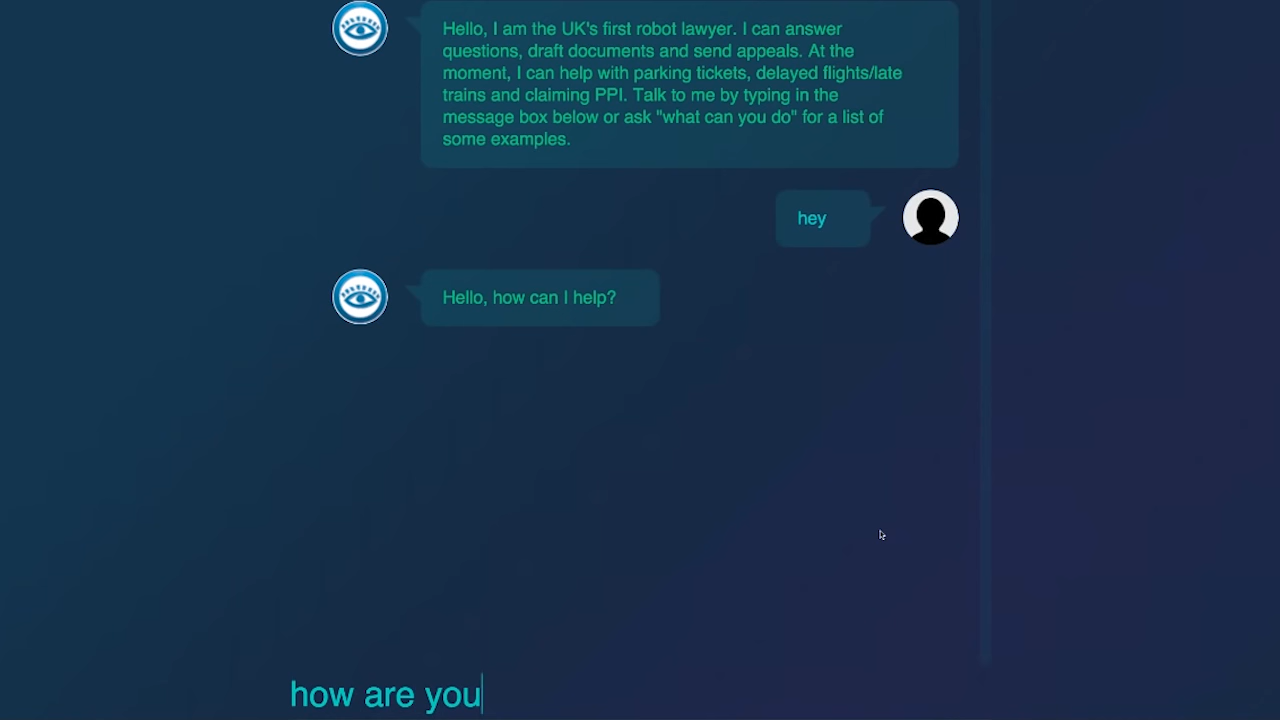 Hello, I am the UK's first robot lawyer. I can answer
questions, draft documents and send appeals. At the
moment, I can help with parking tickets, delayed flights/late
trains and claiming PPI. Talk to me by typing in the
message box below or ask "what can you do" for a list of
some examples.
hey
Hello, how can I help?
how are you